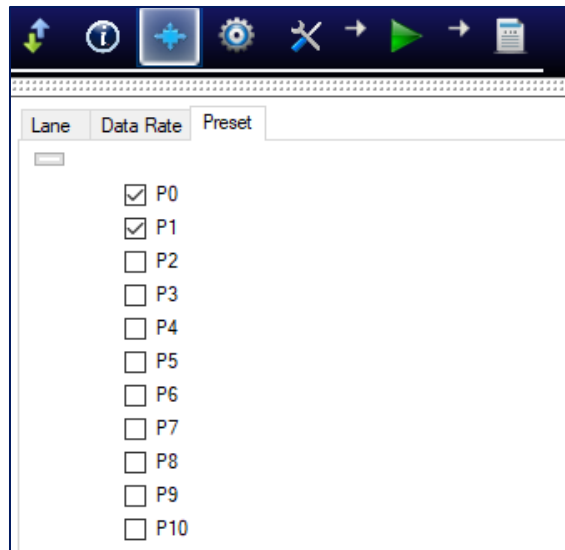 Lane Data Rate Preset
P0
P1
P2
P3
P4
P5
P6
P7
P8
P9
P10